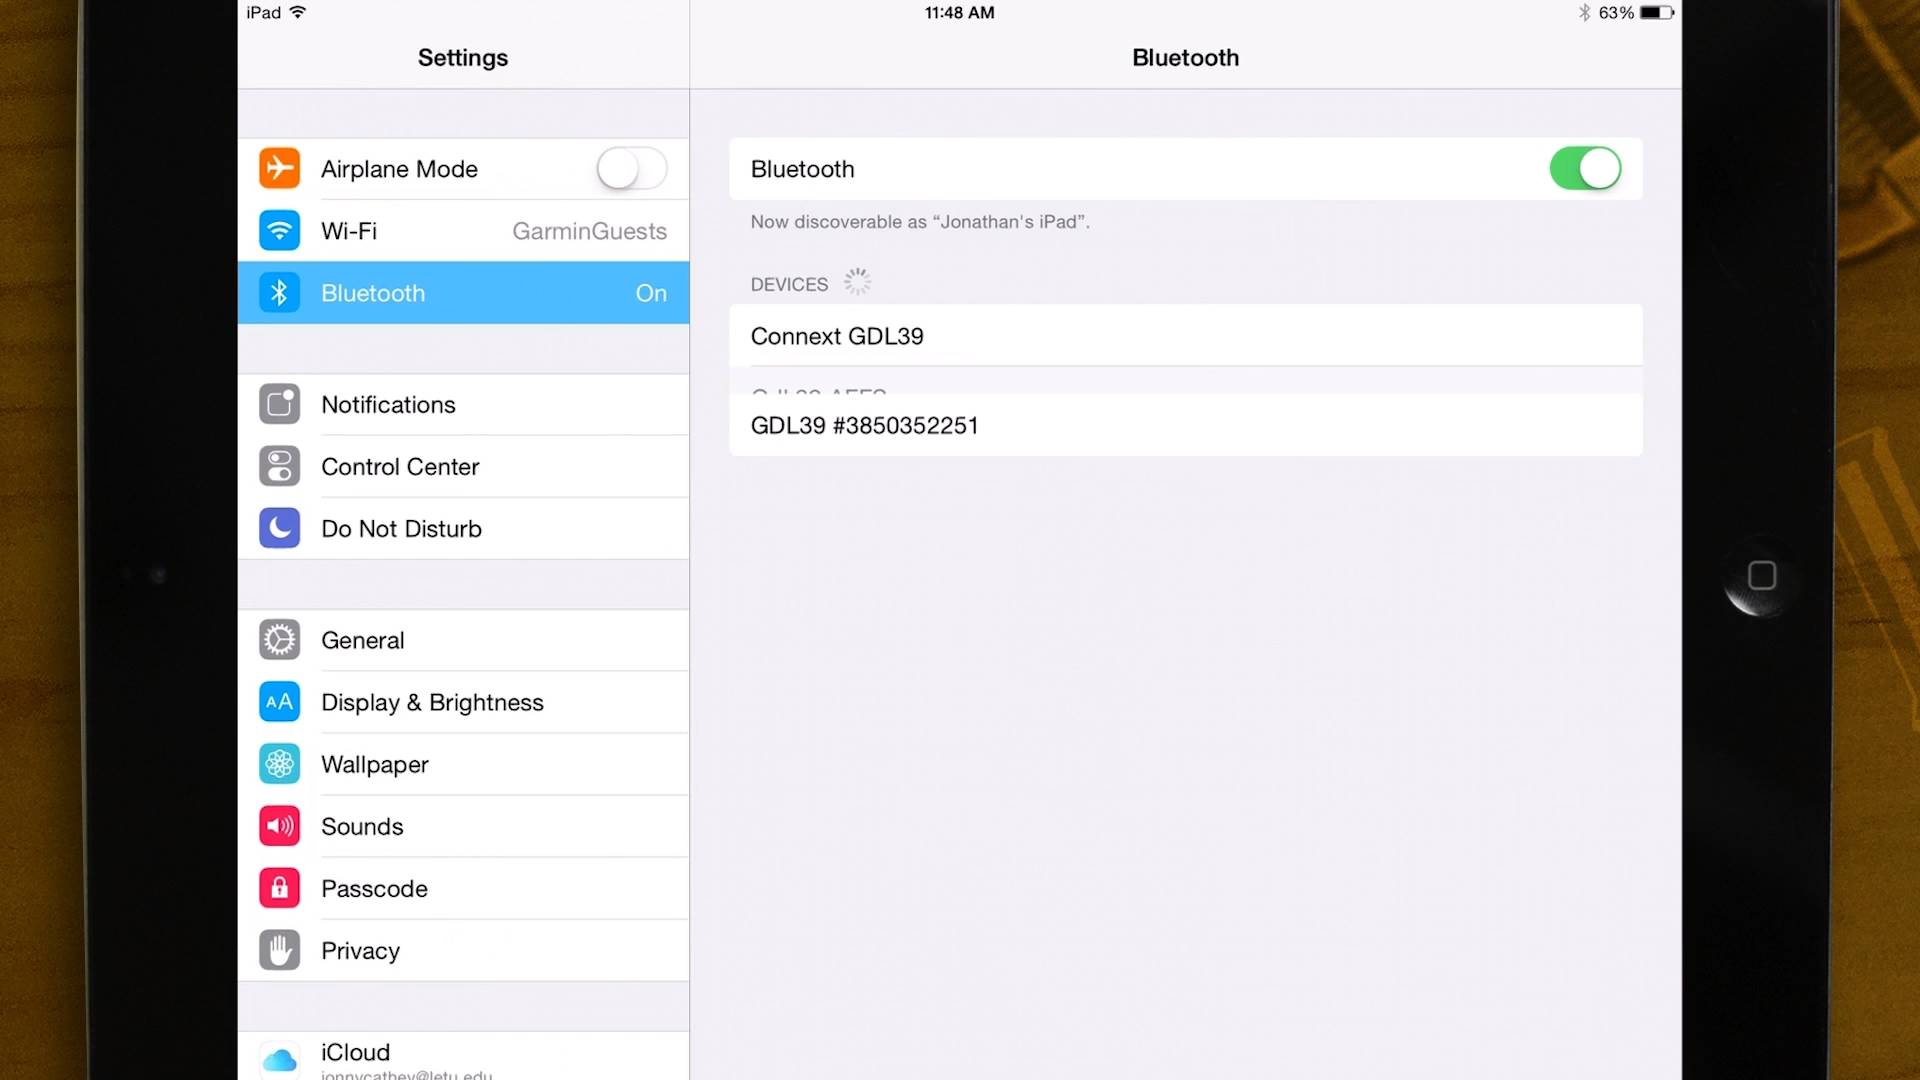 iPad
11:48 AM
63%
Settings
Bluetooth
Airplane Mode
Wi-Fi GarminGuests
Bluetooth On
Notifications
Control Center
Do Not Disturb
General
AA
Display & Brightness
Wallpaper
Sounds
Passcode
Privacy
iCloud
jonnycathey@letu.edu
Bluetooth
Now discoverable as “Jonathan's iPad”.
DEVICES
Connext GDL39
GDL39 #3850352251